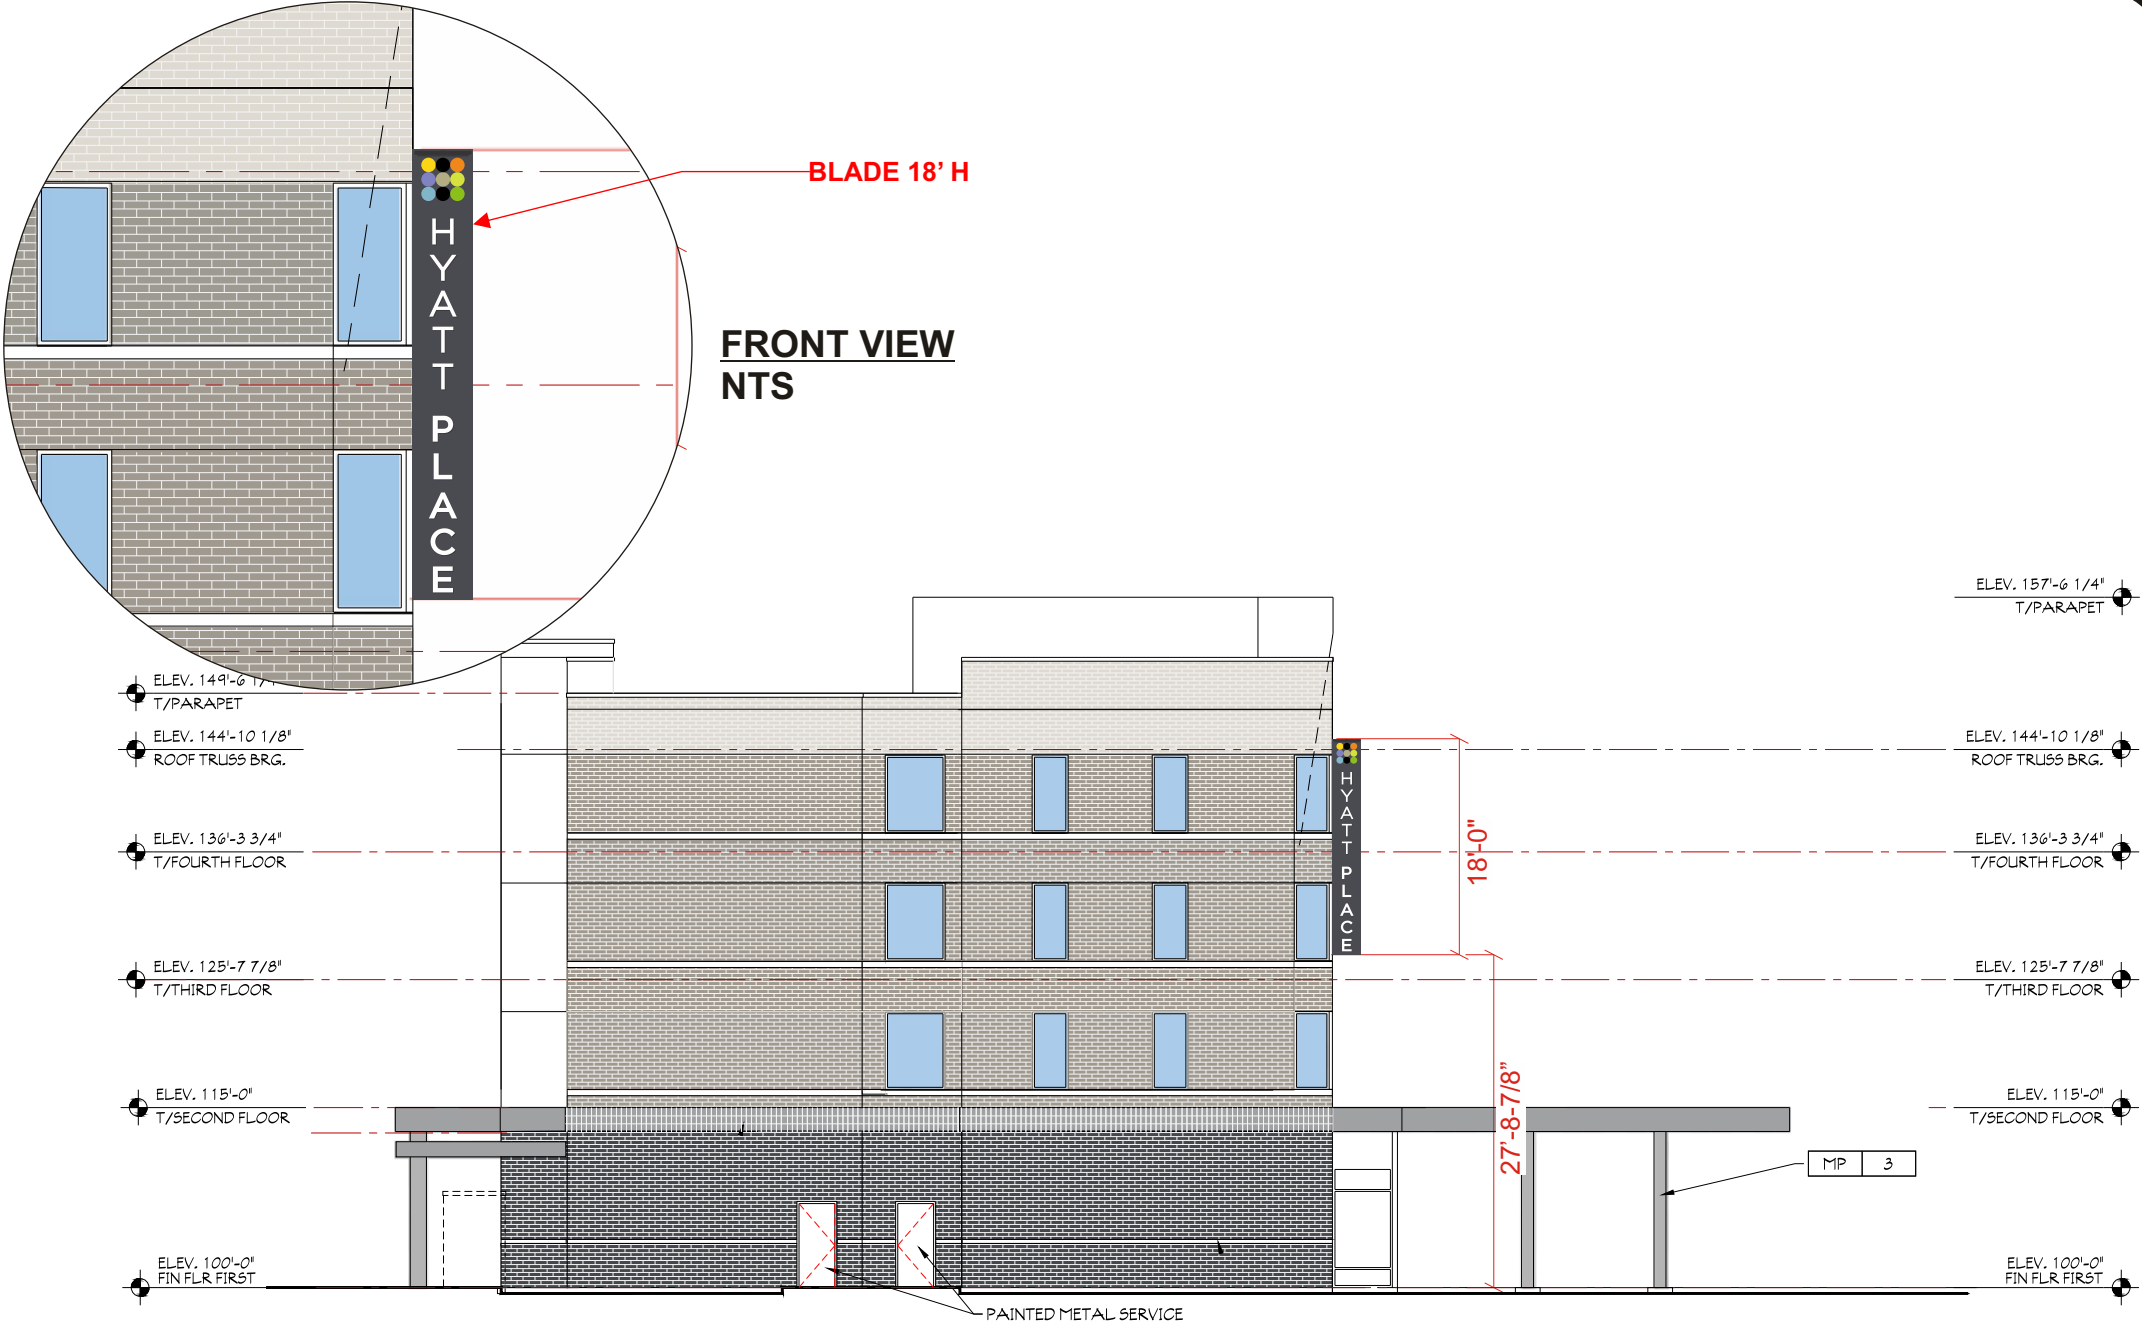 BLADE 18’ H
FRONT VIEW
NTS
H
Y
A
T
T
P
L
A
C
E
ELEV. 157'-6 1/4"
T/PARAPET
ELEV. 149'-6
T/PARAPET
ELEV. 144'-10 1/8"
ROOF TRUSS BRG.
ELEV. 144'-10 1/8"
ROOF TRUSS BRG.
H
Y
A
T
T
P
L
A
C
E
18'-0"
ELEV. 136'-3 3/4"
T/FOURTH FLOOR
ELEV. 136'-3 3/4"
T/FOURTH FLOOR
ELEV. 125'-7 7/8"
T/THIRD FLOOR
ELEV. 125'-7 7/8"
T/THIRD FLOOR
27’-8-7/8”
ELEV. 115'-0"
T/SECOND FLOOR
ELEV. 115'-0"
T/SECOND FLOOR
MP 3
ELEV. 100'-0"
FIN FLR FIRST
ELEV. 100'-0"
FIN FLR FIRST
PAINTED METAL SERVICE